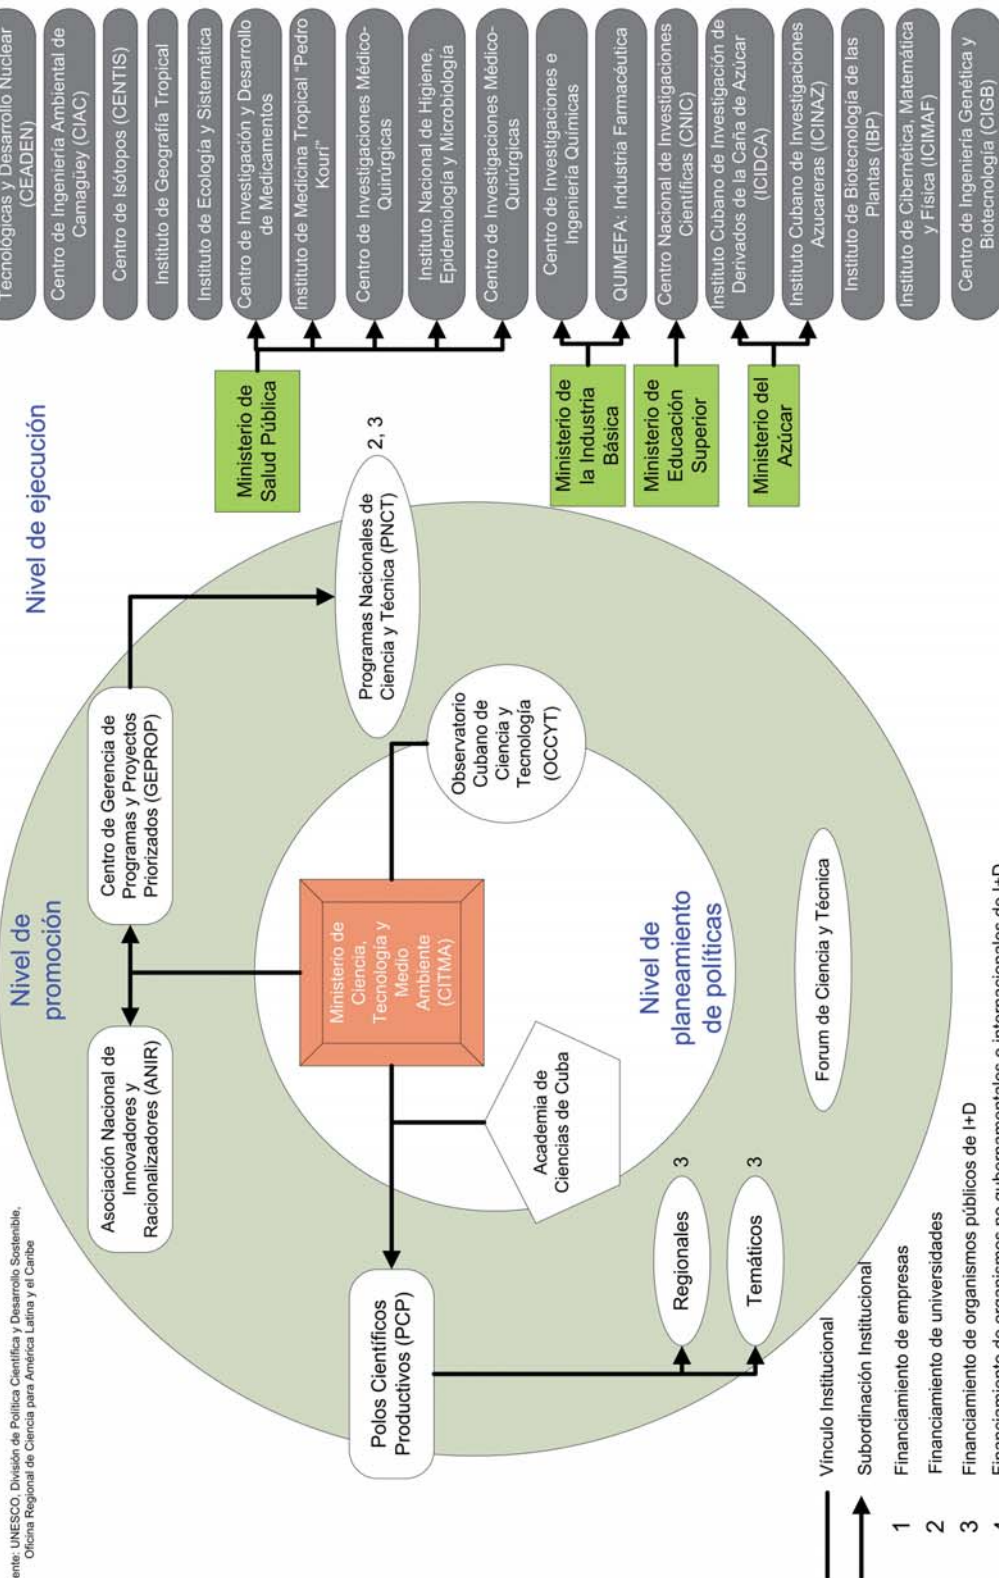 ente: UNESCO, División de Política Científica y Desarrollo Sostenible,
Oficina Regional de Ciencia para América Latina y el Caribe
Nivel de
promoción
Nivel de ejecución
Asociación Nacional de
Innovadores y
Racionalizadores (ANIR)
Centro de Gerencia de
Programas y Proyectos
Priorizados (GEPROP)
Polos Científicos
Productivos (PCP)
Ministerio de
Ciencia,
Tecnología y
Medio
Ambiente
(CITMA)
Programas Nacionales de
Ciencia y Técnica (PNCT)
2, 3
Observatorio
Cubano de
Ciencia y
Tecnología
(OCCYT)
Academia de
Ciencias de Cuba
Nivel de
planeamiento
de políticas
Regionales
3
Temáticos
3
Forum de Ciencia y Técnica
Ministerio de
Salud Pública
Ministerio de
la Industria
Básica
Ministerio de
Educación
Superior
Ministerio del
Azúcar
Tecnológicas y Desarrollo Nuclear
(CEADEN)
Centro de Ingeniería Ambiental de
Camagüey (CIAC)
Centro de Isótopos (CENTIS)
Instituto de Geografía Tropical
Instituto de Ecología y Sistemática
Centro de Investigación y Desarrollo
de Medicamentos
Instituto de Medicina Tropical "Pedro
Kourí"
Centro de Investigaciones Médico-
Quirúrgicas
Instituto Nacional de Higiene,
Epidemiología y Microbiología
Centro de Investigaciones Médico-
Quirúrgicas
Centro de Investigaciones e
Ingeniería Químicas
QUIMEFA: Industria Farmacéutica
Centro Nacional de Investigaciones
Científicas (CNIC)
Instituto Cubano de Investigación de
Derivados de la Caña de Azúcar
(ICIDCA)
Instituto Cubano de Investigaciones
Azucareras (ICINAZ)
Instituto de Biotecnología de las
Plantas (IBP)
Instituto de Cibernética, Matemática
y Física (ICIMAF)
Centro de Ingeniería Genética y
Biotecnología (CIGB)
Vínculo Institucional
Subordinación Institucional
1 Financiamiento de empresas
2 Financiamiento de universidades
3 Financiamiento de organismos públicos de I+D
4 Financiamiento de organismos no gubernamentales e internacionales de I+D